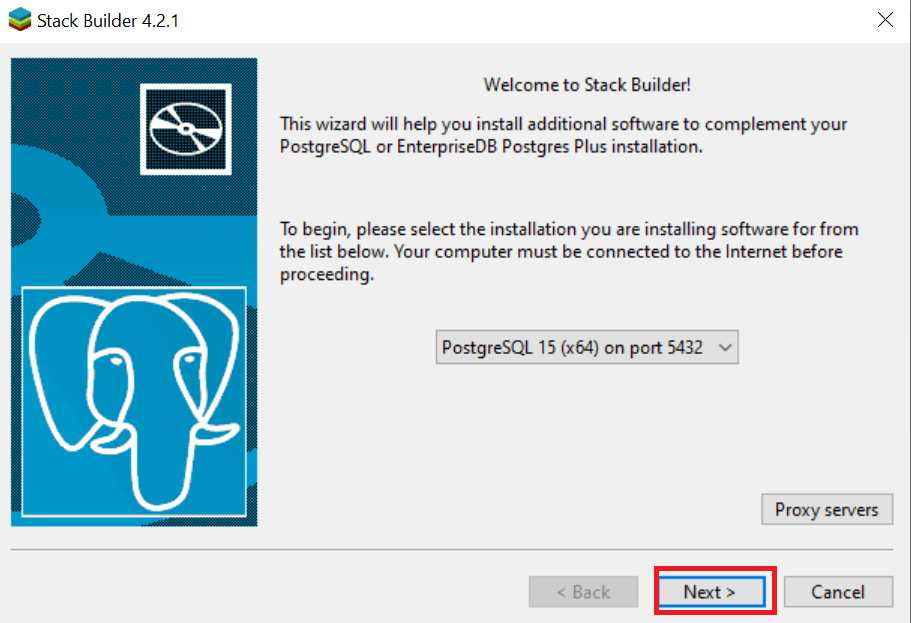 Stack Builder 4.2.1
Welcome to Stack Builder!
This wizard will help you install additional software to complement your
PostgreSQL or EnterpriseDB Postgres Plus installation.
To begin, please select the installation you are installing software for from
the list below. Your computer must be connected to the Internet before
proceeding.
PostgreSQL 15 (x64) on port 5432
Proxy servers
< Back
Next >
Cancel